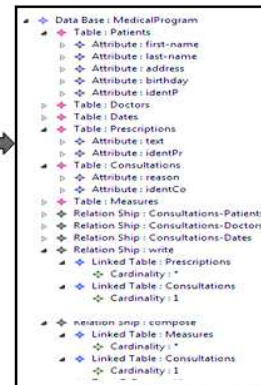 Data Base : MedicalProgram
Table : Patients
Attribute : first-name
Attribute : last-name
Attribute : address
Attribute : birthday
Attribute : identP
Table : Doctors
Table : Dates
Table : Prescriptions
Attribute : text
Attribute : identPr
Table : Consultations
Attribute : reason
Attribute : identCo
Table : Measures
Relation Ship : Consultations-Patients
Relation Ship : Consultations-Doctors
Relation Ship : Consultations-Dates
Relation Ship : write
Linked Table : Prescriptions
Cardinality : *
Linked Table : Consultations
Cardinality : 1
Relation Ship : compose
Linked Table : Measures
Cardinality : *
Linked Table : Consultations
Cardinality : 1